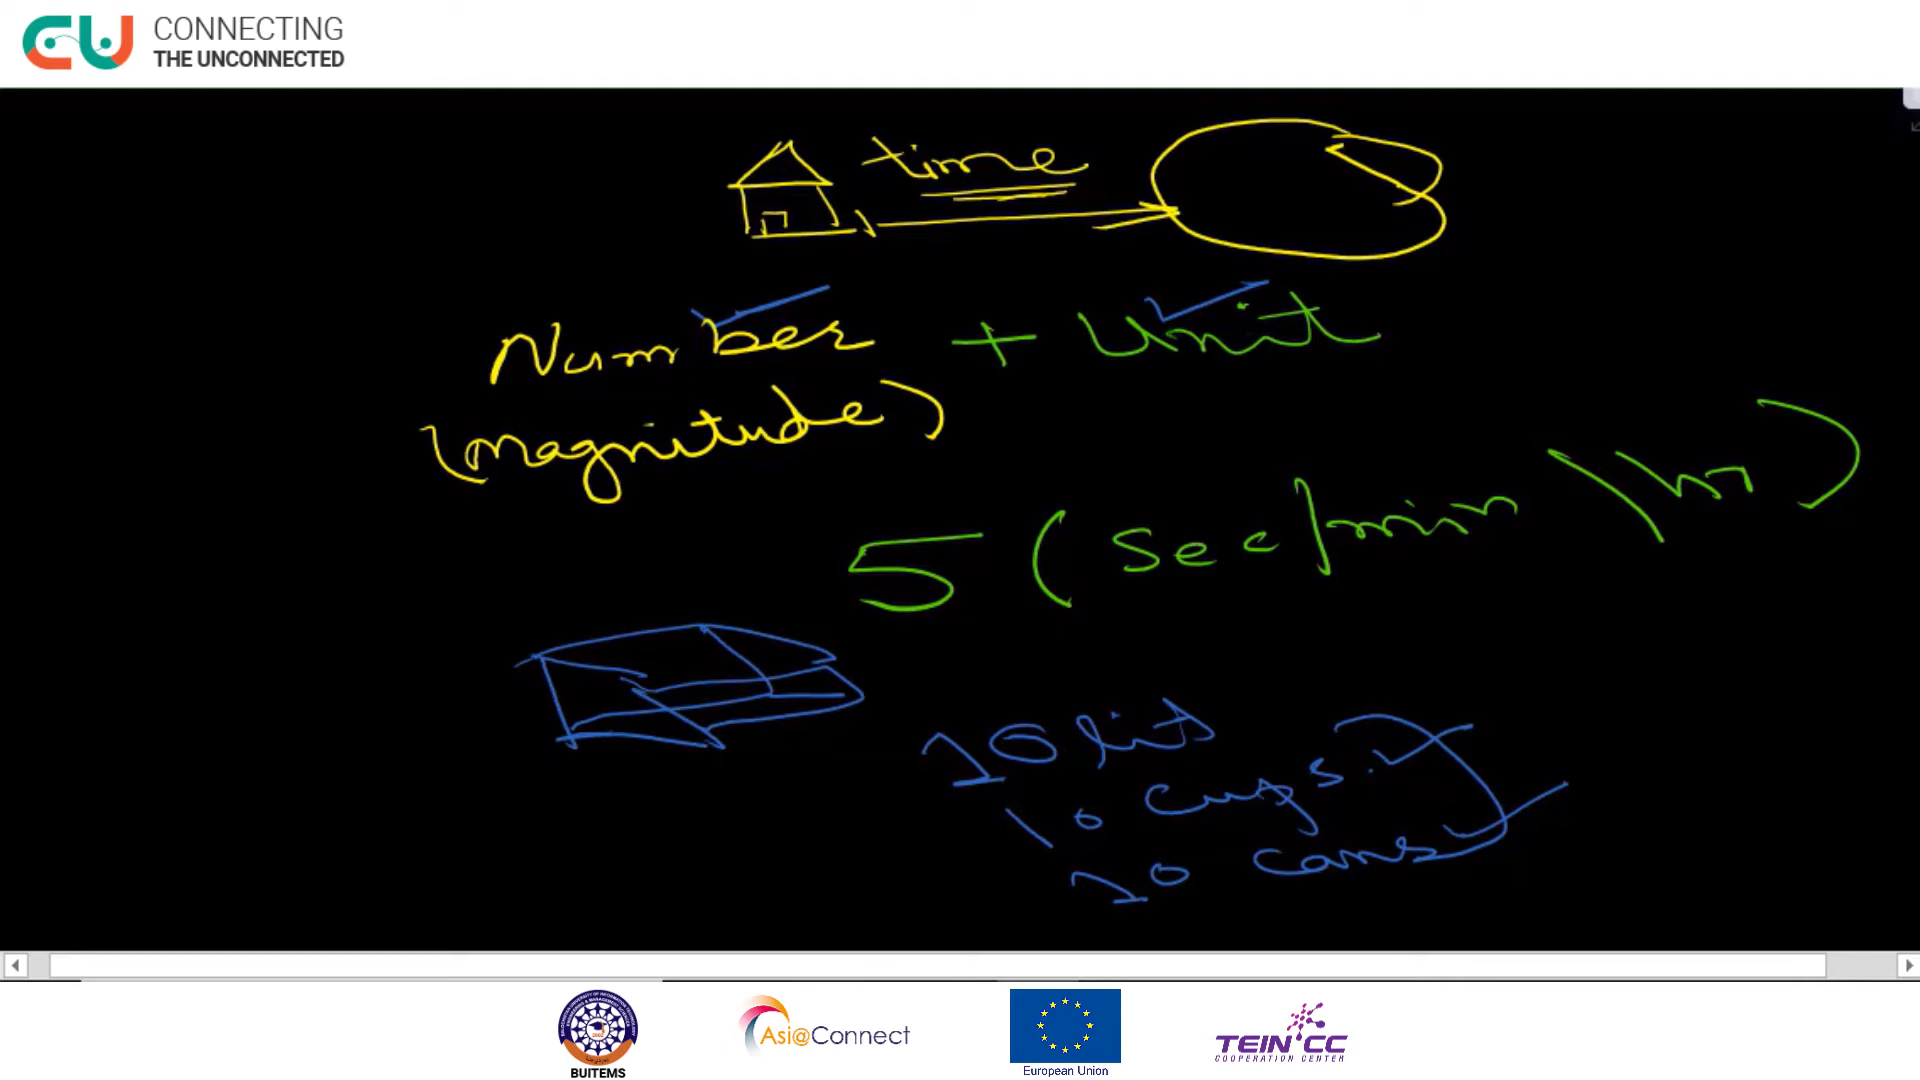 CONNECTING
THE UNCONNECTED
time
Number + Unit
(magnitude)
5 (sec/min/hr)
10 lit
10 cups.
10 cans
BUITEMS
Asi@Connect
European Union
TEIN*CC
COOPERATION CENTER